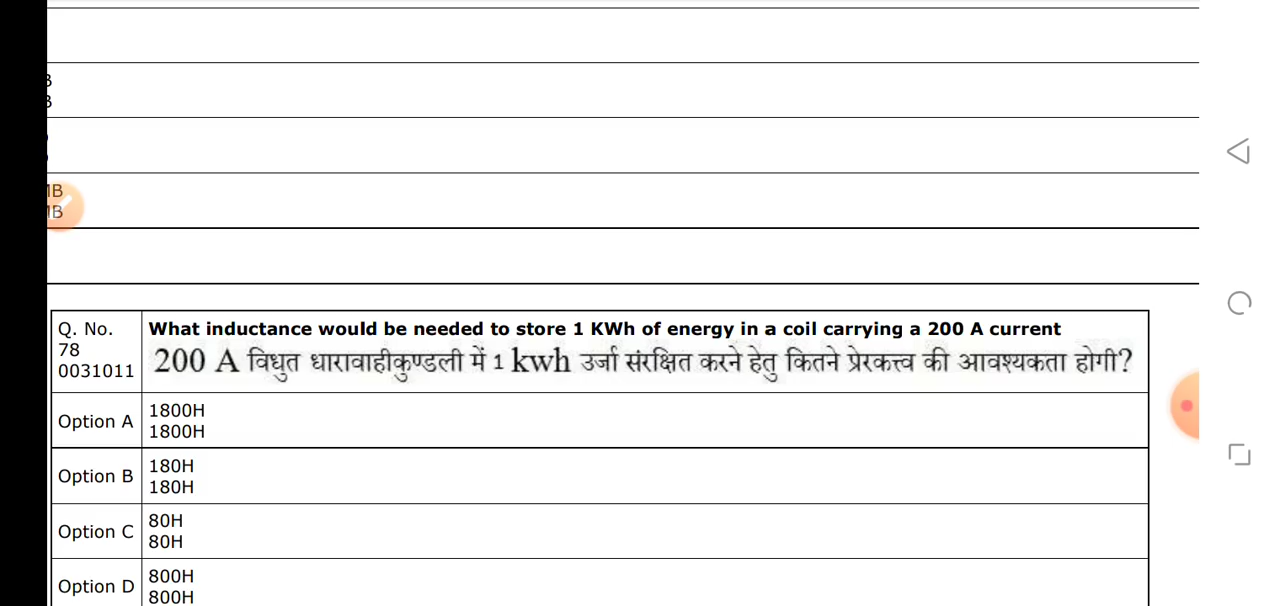 MB
MB
Q. No.
78
0031011
What inductance would be needed to store 1 KWh of energy in a coil carrying a 200 A current
200 A विधुत धारावाहीकुण्डली में 1 kwh उर्जा संरक्षित करने हेतु कितने प्रेरकत्त्व की आवश्यकता होगी?
Option A
1800H
1800H
Option B
180H
180H
Option C
80H
80H
Option D
800H
800H